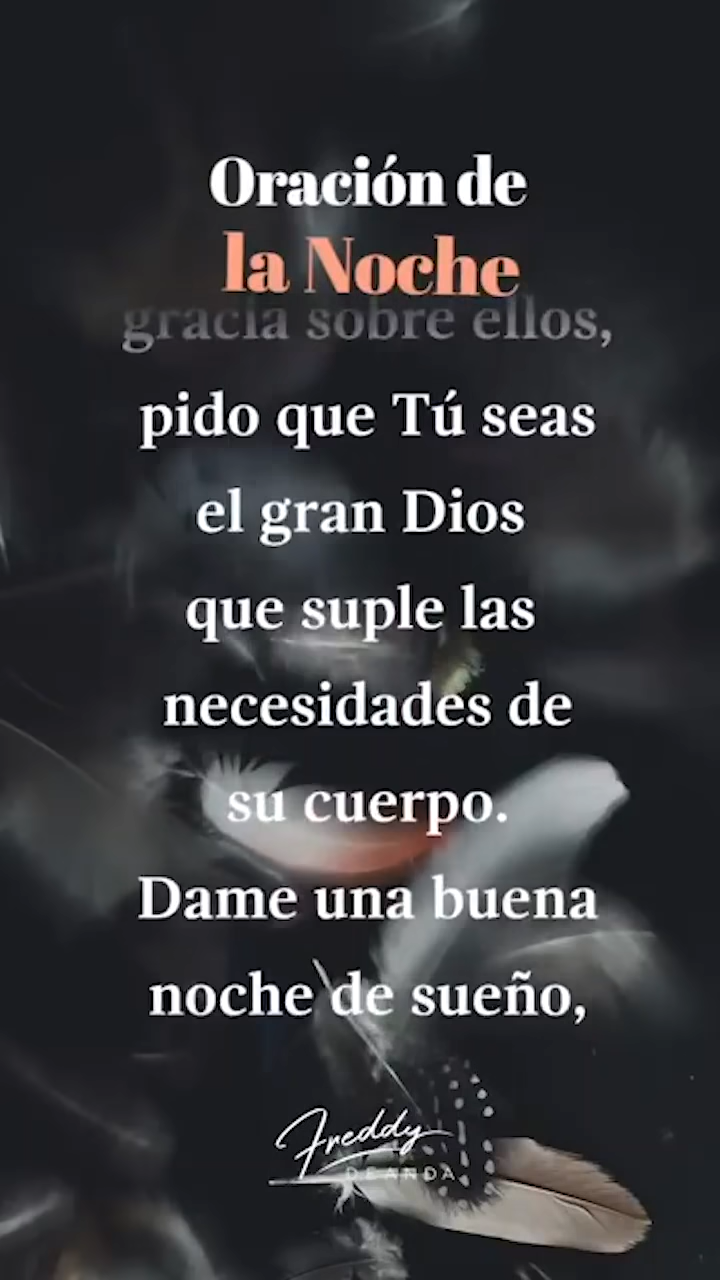 Oración de
la Noche
gracia sobre ellos,
pido que Tú seas
el gran Dios
que suple las
necesidades de
su cuerpo.
Dame una buena
noche de sueño,
Freddy
DEANDA